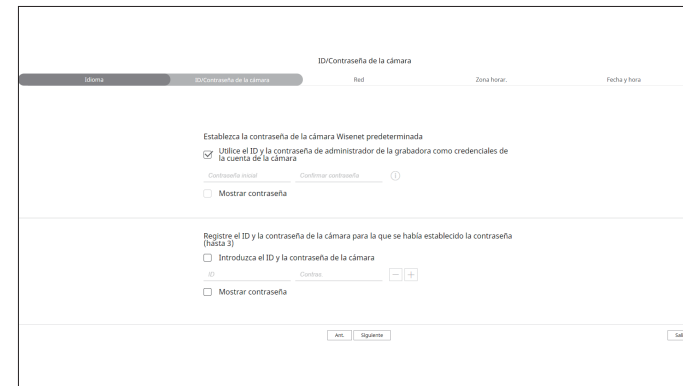 ID/Contraseña de la cámara
Idioma
ID/Contraseña de la cámara
Red
Zona horar.
Fecha y hora
Establezca la contraseña de la cámara Wisenet predeterminada
Utilice el ID y la contraseña de administrador de la grabadora como credenciales de
la cuenta de la cámara
Contraseña inicial
Confirmar contraseña
Mostrar contraseña
Registre el ID y la contraseña de la cámara para la que se había establecido la contraseña
(hasta 3)
Introduzca el ID y la contraseña de la cámara
ID
Contras.
Mostrar contraseña
Ant.
Siguiente
Sali